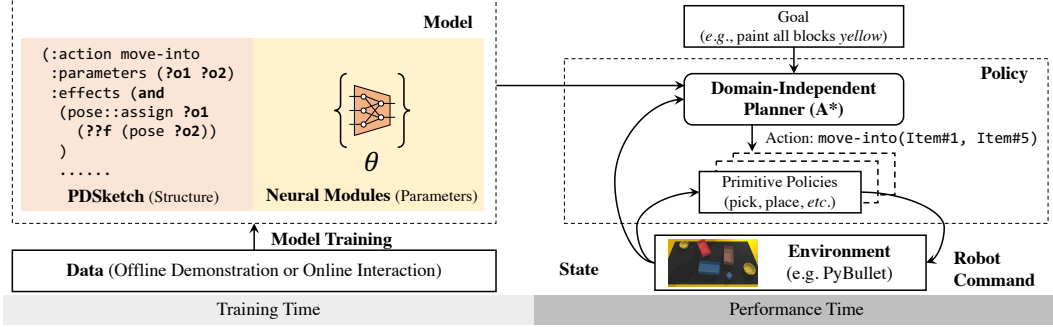 Model
(:action move-into
:parameters (?o1 ?o2)
:effects (and
(pose::assign ?o1
(??f (pose ?o2))
)
......
PDSketch (Structure)
θ
Neural Modules (Parameters)
Model Training
Data (Offline Demonstration or Online Interaction)
Training Time
Goal
(e.g., paint all blocks yellow)
Policy
Domain-Independent
Planner (A*)
Action: move-into(Item#1, Item#5)
Primitive Policies
(pick, place, etc.)
State
Environment
(e.g. PyBullet)
Robot
Command
Performance Time